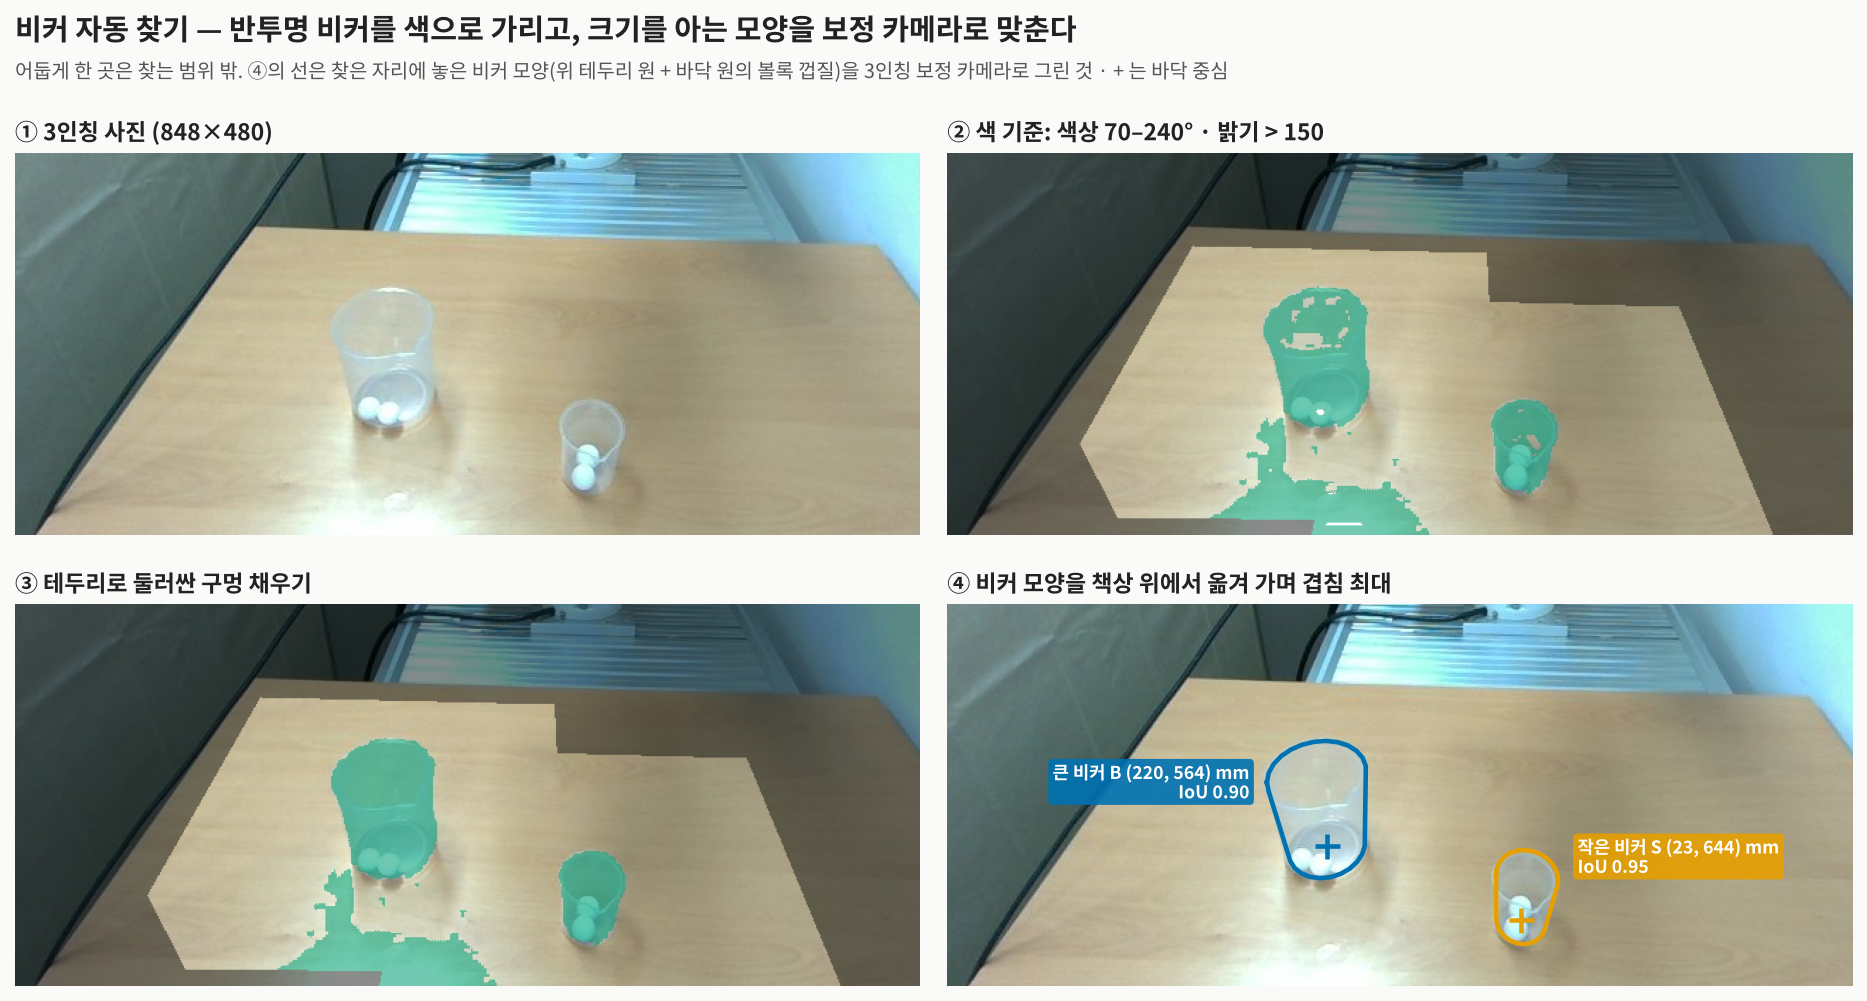 비커 자동 찾기 — 반투명 비커를 색으로 가리고, 크기를 아는 모양을 보정 카메라로 맞춘다
어둡게 한 곳은 찾는 범위 밖. ④의 선은 찾은 자리에 놓은 비커 모양(위 테두리 원 + 바닥 원의 볼록 껍질)을 3인칭 보정 카메라로 그린 것 · + 는 바닥 중심
① 3인칭 사진 (848×480)
② 색 기준: 색상 70–240° · 밝기 > 150
③ 테두리로 둘러싼 구멍 채우기
④ 비커 모양을 책상 위에서 옮겨 가며 겹침 최대
큰 비커 B (220, 564) mm
IoU 0.90
작은 비커 S (23, 644) mm
IoU 0.95